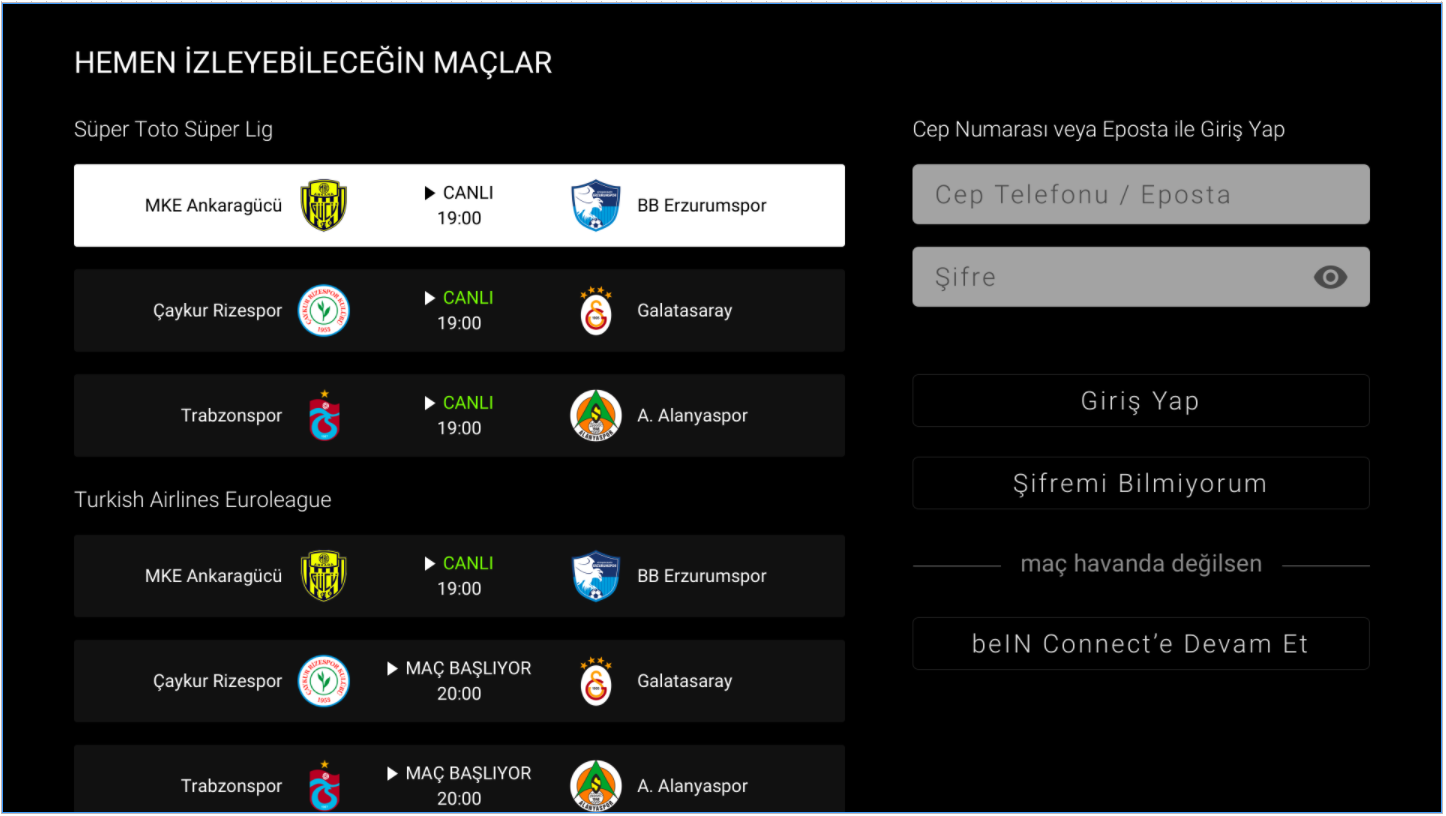 HEMEN İZLEYEBİLECEĞİN MAÇLAR
Süper Toto Süper Lig
MKE Ankaragücü
CANLI
19:00
BB Erzurumspor
Çaykur Rizespor
CANLI
19:00
Galatasaray
Trabzonspor
CANLI
19:00
A. Alanyaspor
Turkish Airlines Euroleague
MKE Ankaragücü
CANLI
19:00
BB Erzurumspor
Çaykur Rizespor
MAÇ BAŞLIYOR
20:00
Galatasaray
Trabzonspor
MAÇ BAŞLIYOR
20:00
A. Alanyaspor
Cep Numarası veya Eposta ile Giriş Yap
Cep Telefonu / Eposta
Şifre
Giriş Yap
Şifremi Bilmiyorum
maç havanda değilsen
beIN Connect’e Devam Et